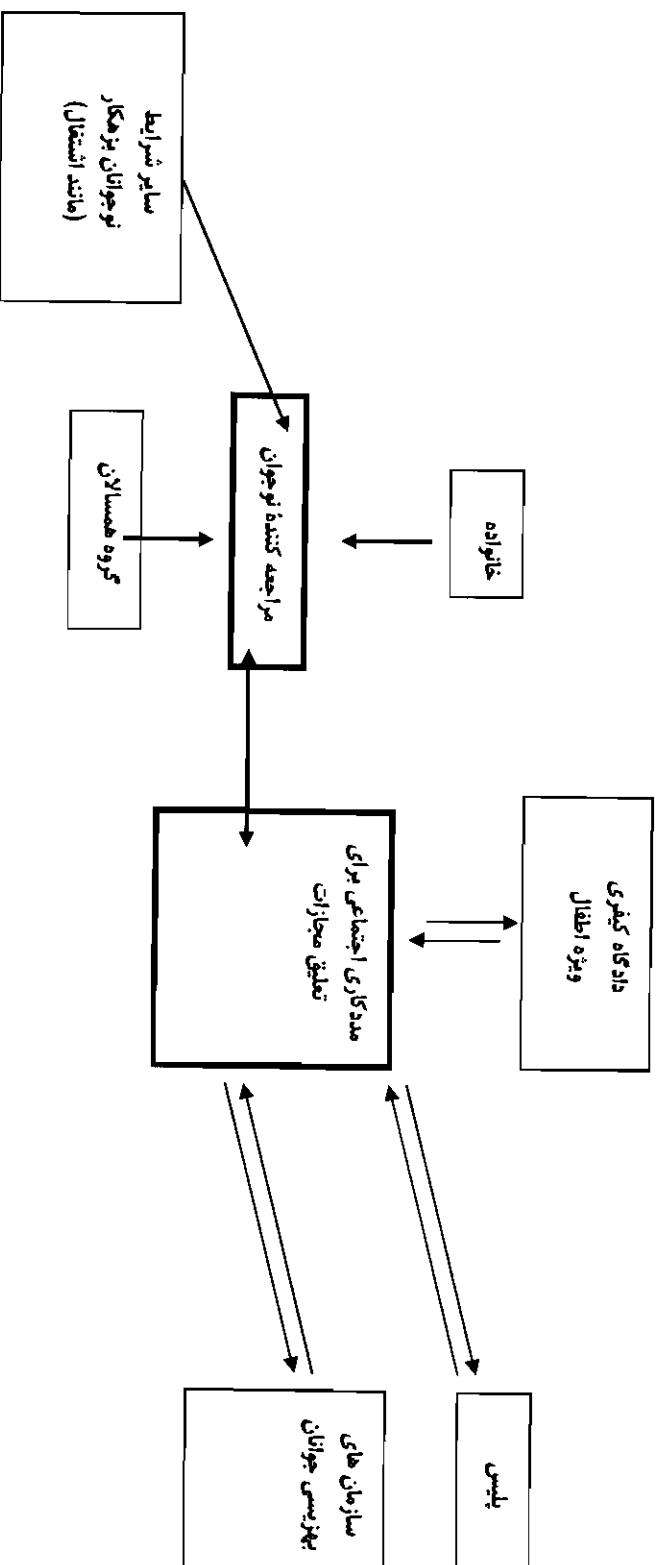 دادگاه کیفری
ویژه اطفال
پلیس
خانواده
مددکاری اجتماعی برای
تعلیق مجازات
سازمان های
بهزیستی جوانان
مراجعه کنندهٔ نوجوان
گروه همسالان
سایر شرایط
نوجوانان بزهکار
(مانند اشتغال)